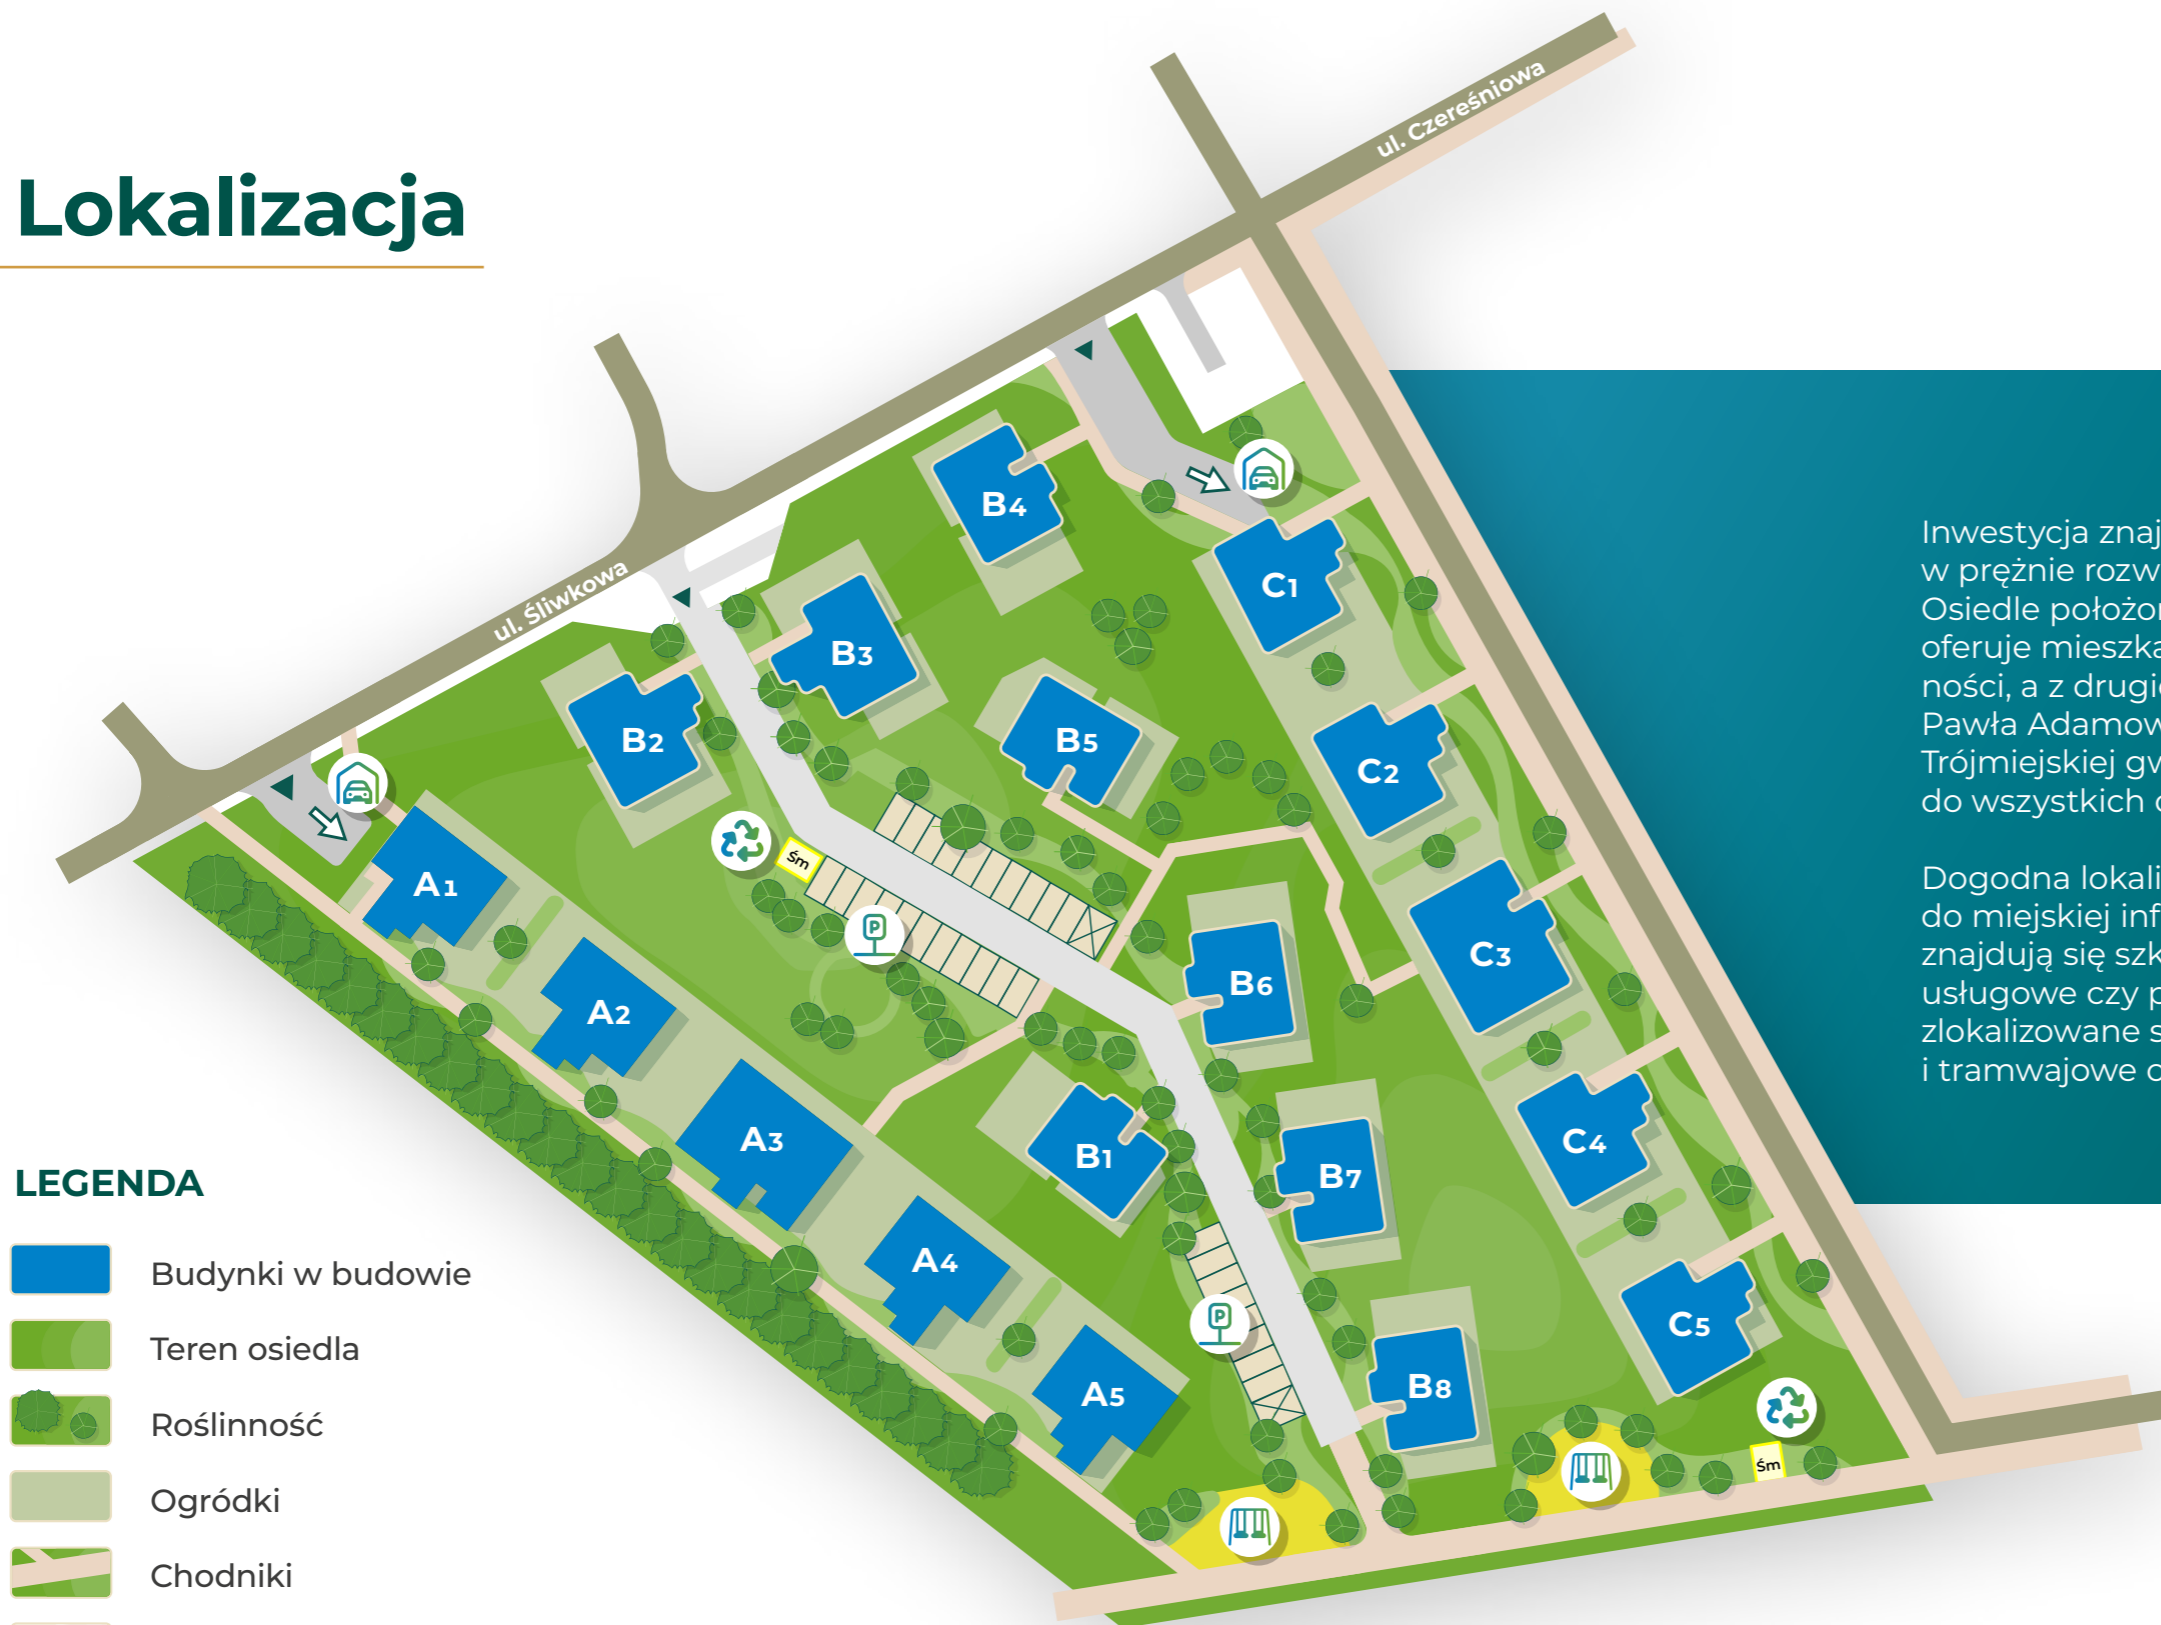 Lokalizacja
ul. Czereśniowa
ul. Śliwkowa
B4
C1
B3
B2
B5
C2
Śm
A1
C3
B6
A2
A3
B1
C4
B7
A4
C5
B8
A5
Śm
P
P
Inwestycja znaj
w prężnie rozw
Osiedle położo
oferuje mieszka
ności, a z drugi
Pawła Adamow
Trójmiejskiej gw
do wszystkich
Dogodna lokali
do miejskiej inf
znajdują się szk
usługowe czy p
zlokalizowane s
i tramwajowe
LEGENDA
Budynki w budowie
Teren osiedla
Roślinność
Ogródki
Chodniki